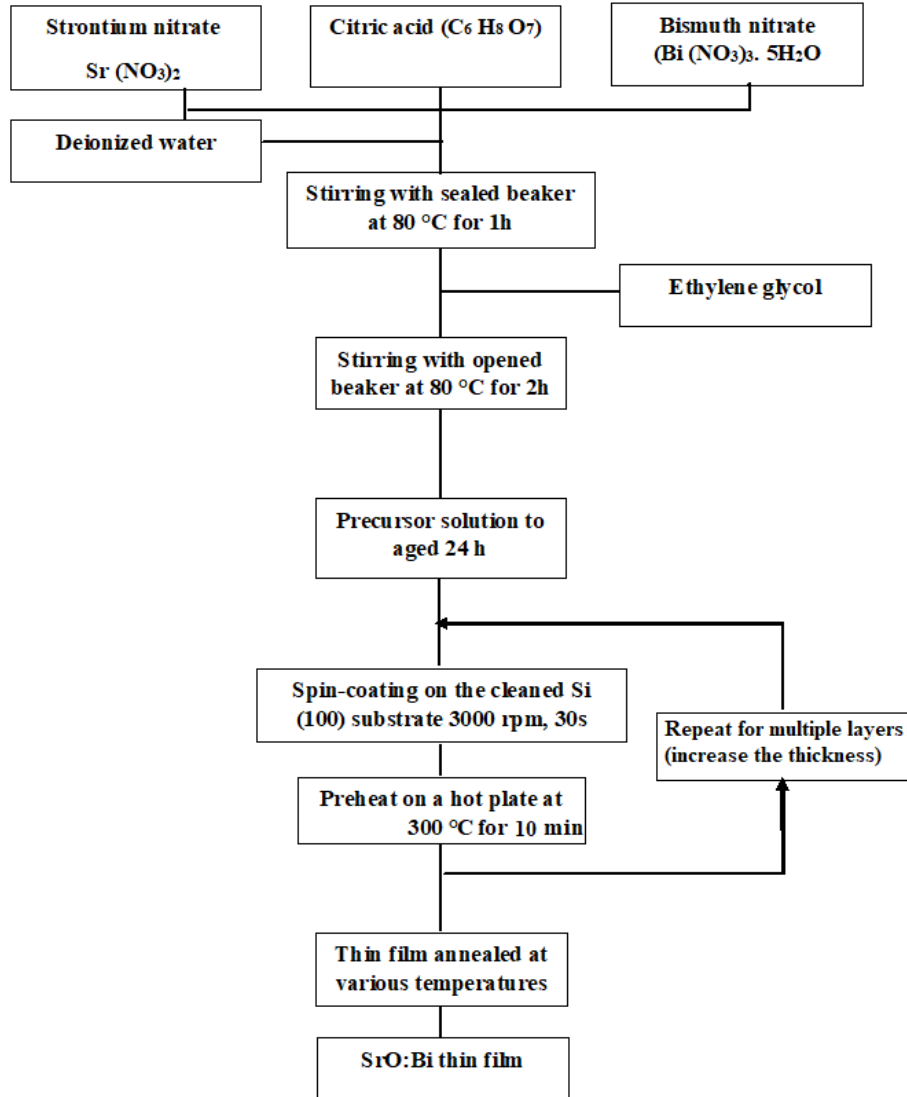 Strontium nitrate
Sr (NO₃)₂
Citric acid (C₆ H₈ O₇)
Bismuth nitrate
(Bi (NO₃)₃. 5H₂O
Deionized water
Stirring with sealed beaker
at 80 °C for 1h
Ethylene glycol
Stirring with opened
beaker at 80 °C for 2h
Precursor solution to
aged 24 h
Spin-coating on the cleaned Si
(100) substrate 3000 rpm, 30s
Repeat for multiple layers
(increase the thickness)
Preheat on a hot plate at
300 °C for 10 min
Thin film annealed at
various temperatures
SrO:Bi thin film